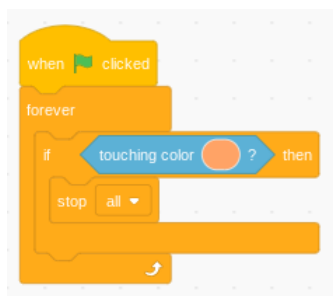 when clicked
forever
if touching color ? then
stop all